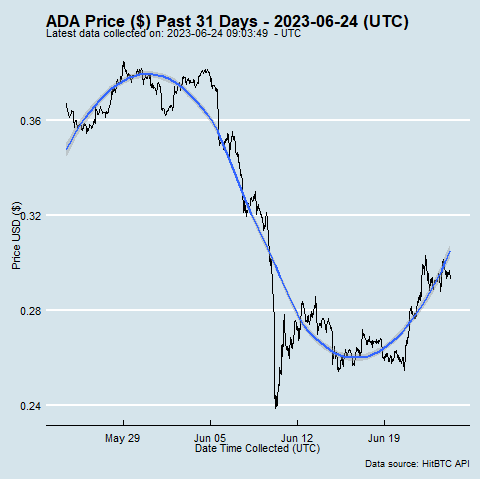 ADA Price ($) Past 31 Days - 2023-06-24 (UTC)
Latest data collected on: 2023-06-24 09:03:49 - UTC
Price USD ($)
0.36
0.32
0.28
0.24
May 29 Jun 05 Jun 12 Jun 19
Date Time Collected (UTC)
Data source: HitBTC API